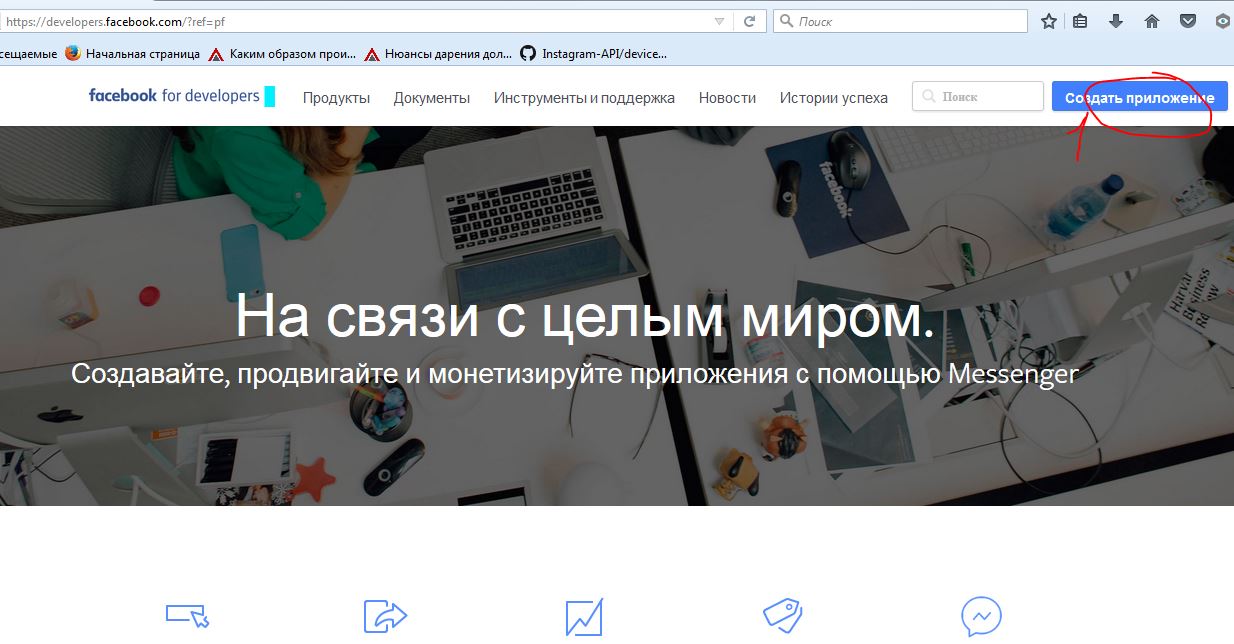 https://developers.facebook.com/?ref=pf
Поиск
сещаемые Начальная страница Каким образом прои... Нюансы дарения дол... Instagram-API/device...
facebook for developers Продукты Документы Инструменты и поддержка Новости Истории успеха Поиск Создать приложение
facebook
Harvard
Business
На связи с целым миром.
Создавайте, продвигайте и монетизируйте приложения с помощью Messenger